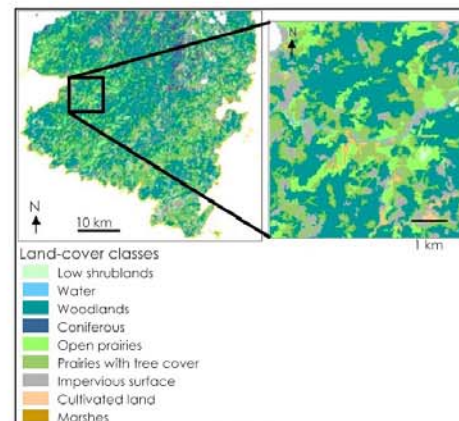 N
N
10 km
1 km
Land-cover classes
Low shrublands
Water
Woodlands
Coniferous
Open prairies
Prairies with tree cover
Impervious surface
Cultivated land
Marshes